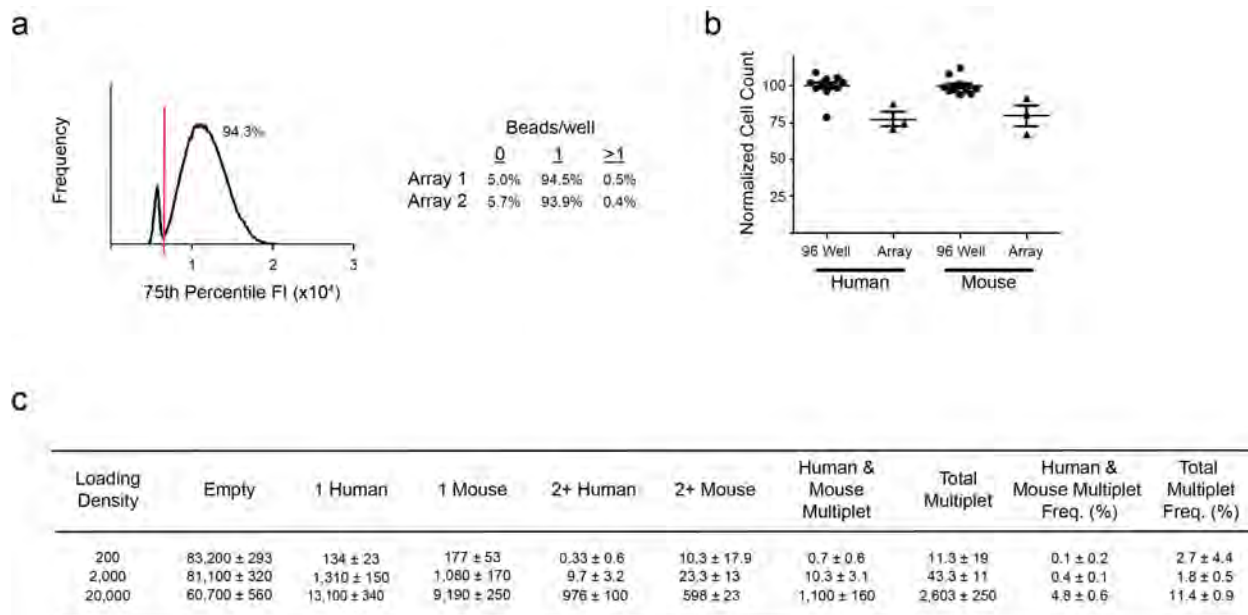 a
Frequency
94.3%
1 2 3
75th Percentile FI (x10⁴)
Beads/well
0 1 >1
Array 1 5.0% 94.5% 0.5%
Array 2 5.7% 93.9% 0.4%
b
Normalized Cell Count
100
75
50
25
96 Well Array 96 Well Array
Human Mouse
c
Loading Density Empty 1 Human 1 Mouse 2+ Human 2+ Mouse Human & Mouse Multiplet Total Multiplet Human & Mouse Multiplet Freq. (%) Total Multiplet Freq. (%)
200 83,200 ± 293 134 ± 23 177 ± 53 0.33 ± 0.6 10.3 ± 17.9 0.7 ± 0.6 11.3 ± 19 0.1 ± 0.2 2.7 ± 4.4
2,000 81,100 ± 320 1,310 ± 150 1,080 ± 170 9.7 ± 3.2 23.3 ± 13 10.3 ± 3.1 43.3 ± 11 0.4 ± 0.1 1.8 ± 0.5
20,000 60,700 ± 560 13,100 ± 340 9,190 ± 250 976 ± 100 598 ± 23 1,100 ± 160 2,603 ± 250 4.8 ± 0.6 11.4 ± 0.9